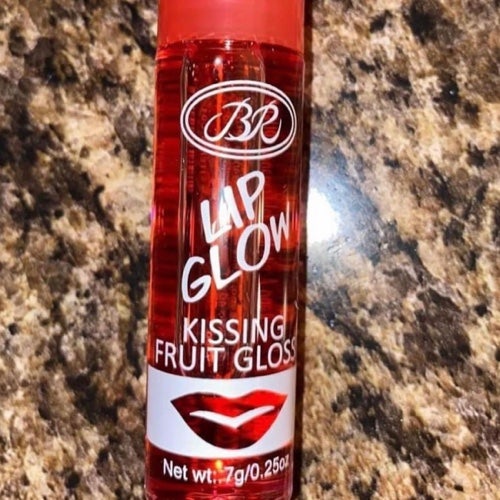 BR
LIP
GLOW
KISSING
FRUIT GLOSS
Net wt:.7g/0.25oz